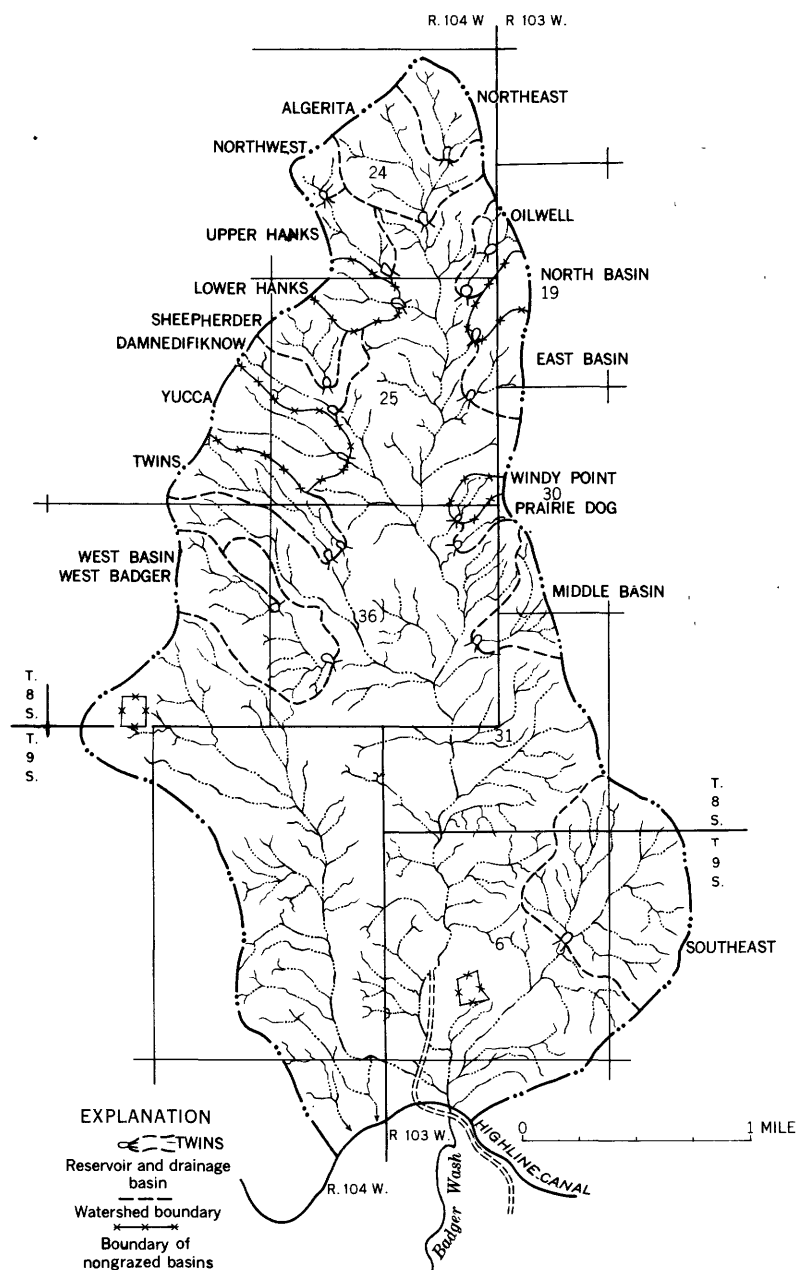 R. 104 W R 103 W.
NORTHEAST
ALGERITA
NORTHWEST
24
OILWELL
UPPER HANKS
NORTH BASIN
19
LOWER HANKS
SHEEPHERDER
DAMNEDIFIKNOW
EAST BASIN
25
YUCCA
TWINS
WINDY POINT
30
PRAIRIE DOG
WEST BASIN
WEST BADGER
MIDDLE BASIN
36
T.
8
S.
T.
9
S.
31
T.
8
S.
T
9
S.
6
SOUTHEAST
EXPLANATION
TWINS
Reservoir and drainage
basin
Watershed boundary
Boundary of
nongrazed basins
R 103 W.
R. 104 W.
HIGHLINE CANAL
Badger Wash
0 1 MILE